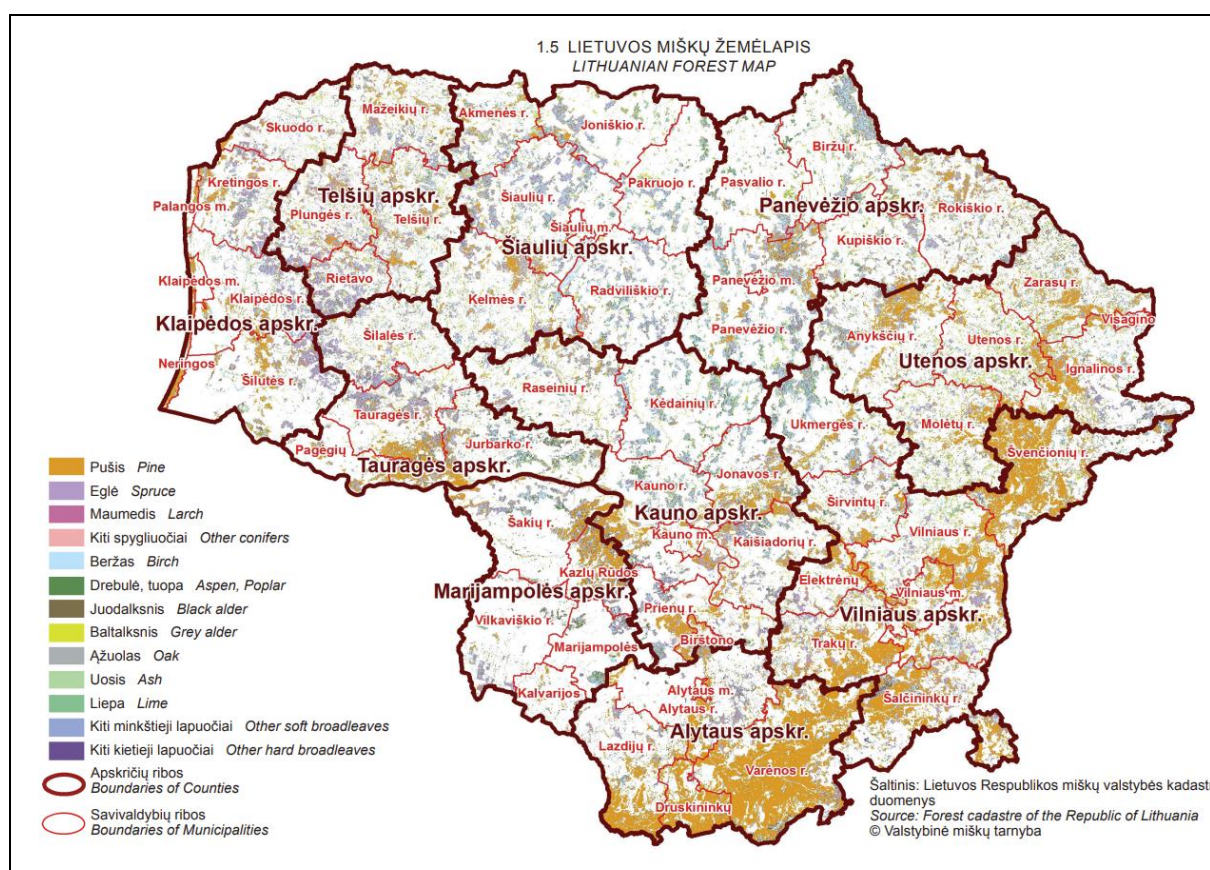 1.5 LIETUVOS MIŠKŲ ŽEMĖLAPIS
LITHUANIAN FOREST MAP
Mažeikių r.
Akmenės r.
Joniškio r.
Skuodo r.
Biržų r.
Kretingos r.
Pasvalio r.
Pakruojo r.
Šiaulių r.
Rokiškio r.
Telšių apskr.
Palangos m.
Plungės r.
Telšių r.
Panevėžio apskr.
Šiaulių m.
Kupiškio r.
Šiaulių apskr.
Klaipėdos m.
Rietavo
Panevėžio m.
Zarasų r.
Klaipėdos r.
Kelmės r.
Radviliškio r.
Klaipėdos apskr.
Visagino
Šilalės r.
Panevėžio r.
Anykščių r.
Utenos r.
Utenos apskr.
Neringos
Ignalinos r.
Šilutės r.
Raseinių r.
Kėdainių r.
Tauragės r.
Ukmergės r.
Molėtų r.
Pagėgių
Jurbarko r.
Švenčionių r.
Tauragės apskr.
Jonavos r.
Kauno r.
Širvintų r.
Kauno apskr.
Šakių r.
Vilniaus r.
Kauno m.
Kaišiadorių r.
Kazlų Rūdos
Elektrėnų
Marijampolės apskr.
Vilniaus m.
Prienų r.
Vilniaus apskr.
Vilkaviškio r.
Birštono
Trakų r.
Marijampolės
Kalvarijos
Alytaus m.
Šalčininkų r.
Alytaus r.
Alytaus apskr.
Lazdijų r.
Varėnos r.
Druskininkų
Pušis Pine
Eglė Spruce
Maumedis Larch
Kiti spygliuočiai Other conifers
Beržas Birch
Drebulė, tuopa Aspen, Poplar
Juodalksnis Black alder
Baltalksnis Grey alder
Ąžuolas Oak
Uosis Ash
Liepa Lime
Kiti minkštieji lapuočiai Other soft broadleaves
Kiti kietieji lapuočiai Other hard broadleaves
Apskričių ribos
Boundaries of Counties
Savivaldybių ribos
Boundaries of Municipalities
Šaltinis: Lietuvos Respublikos miškų valstybės kadast
duomenys
Source: Forest cadastre of the Republic of Lithuania
© Valstybinė miškų tarnyba